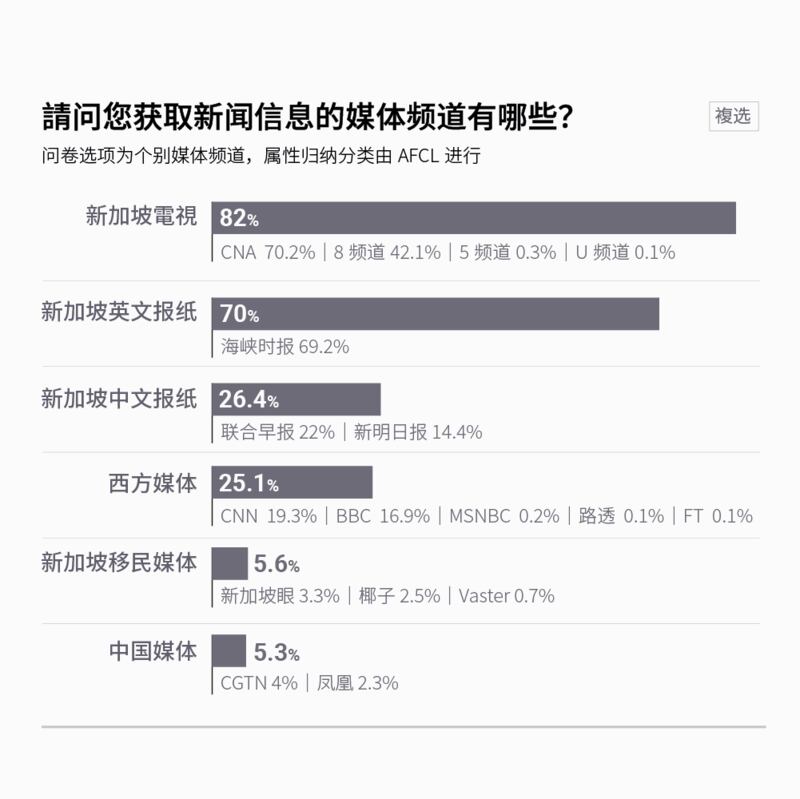 請問您获取新闻信息的媒体频道有哪些？
複选
问卷选项为个别媒体频道，属性归纳分类由 AFCL 进行
新加坡電視
82%
CNA 70.2%｜8 频道 42.1%｜5 频道 0.3%｜U 频道 0.1%
新加坡英文报纸
70%
海峡时报 69.2%
新加坡中文报纸
26.4%
联合早报 22%｜新明日报 14.4%
西方媒体
25.1%
CNN 19.3%｜BBC 16.9%｜MSNBC 0.2%｜路透 0.1%｜FT 0.1%
新加坡移民媒体
5.6%
新加坡眼 3.3%｜椰子 2.5%｜Vaster 0.7%
中国媒体
5.3%
CGTN 4%｜凤凰 2.3%